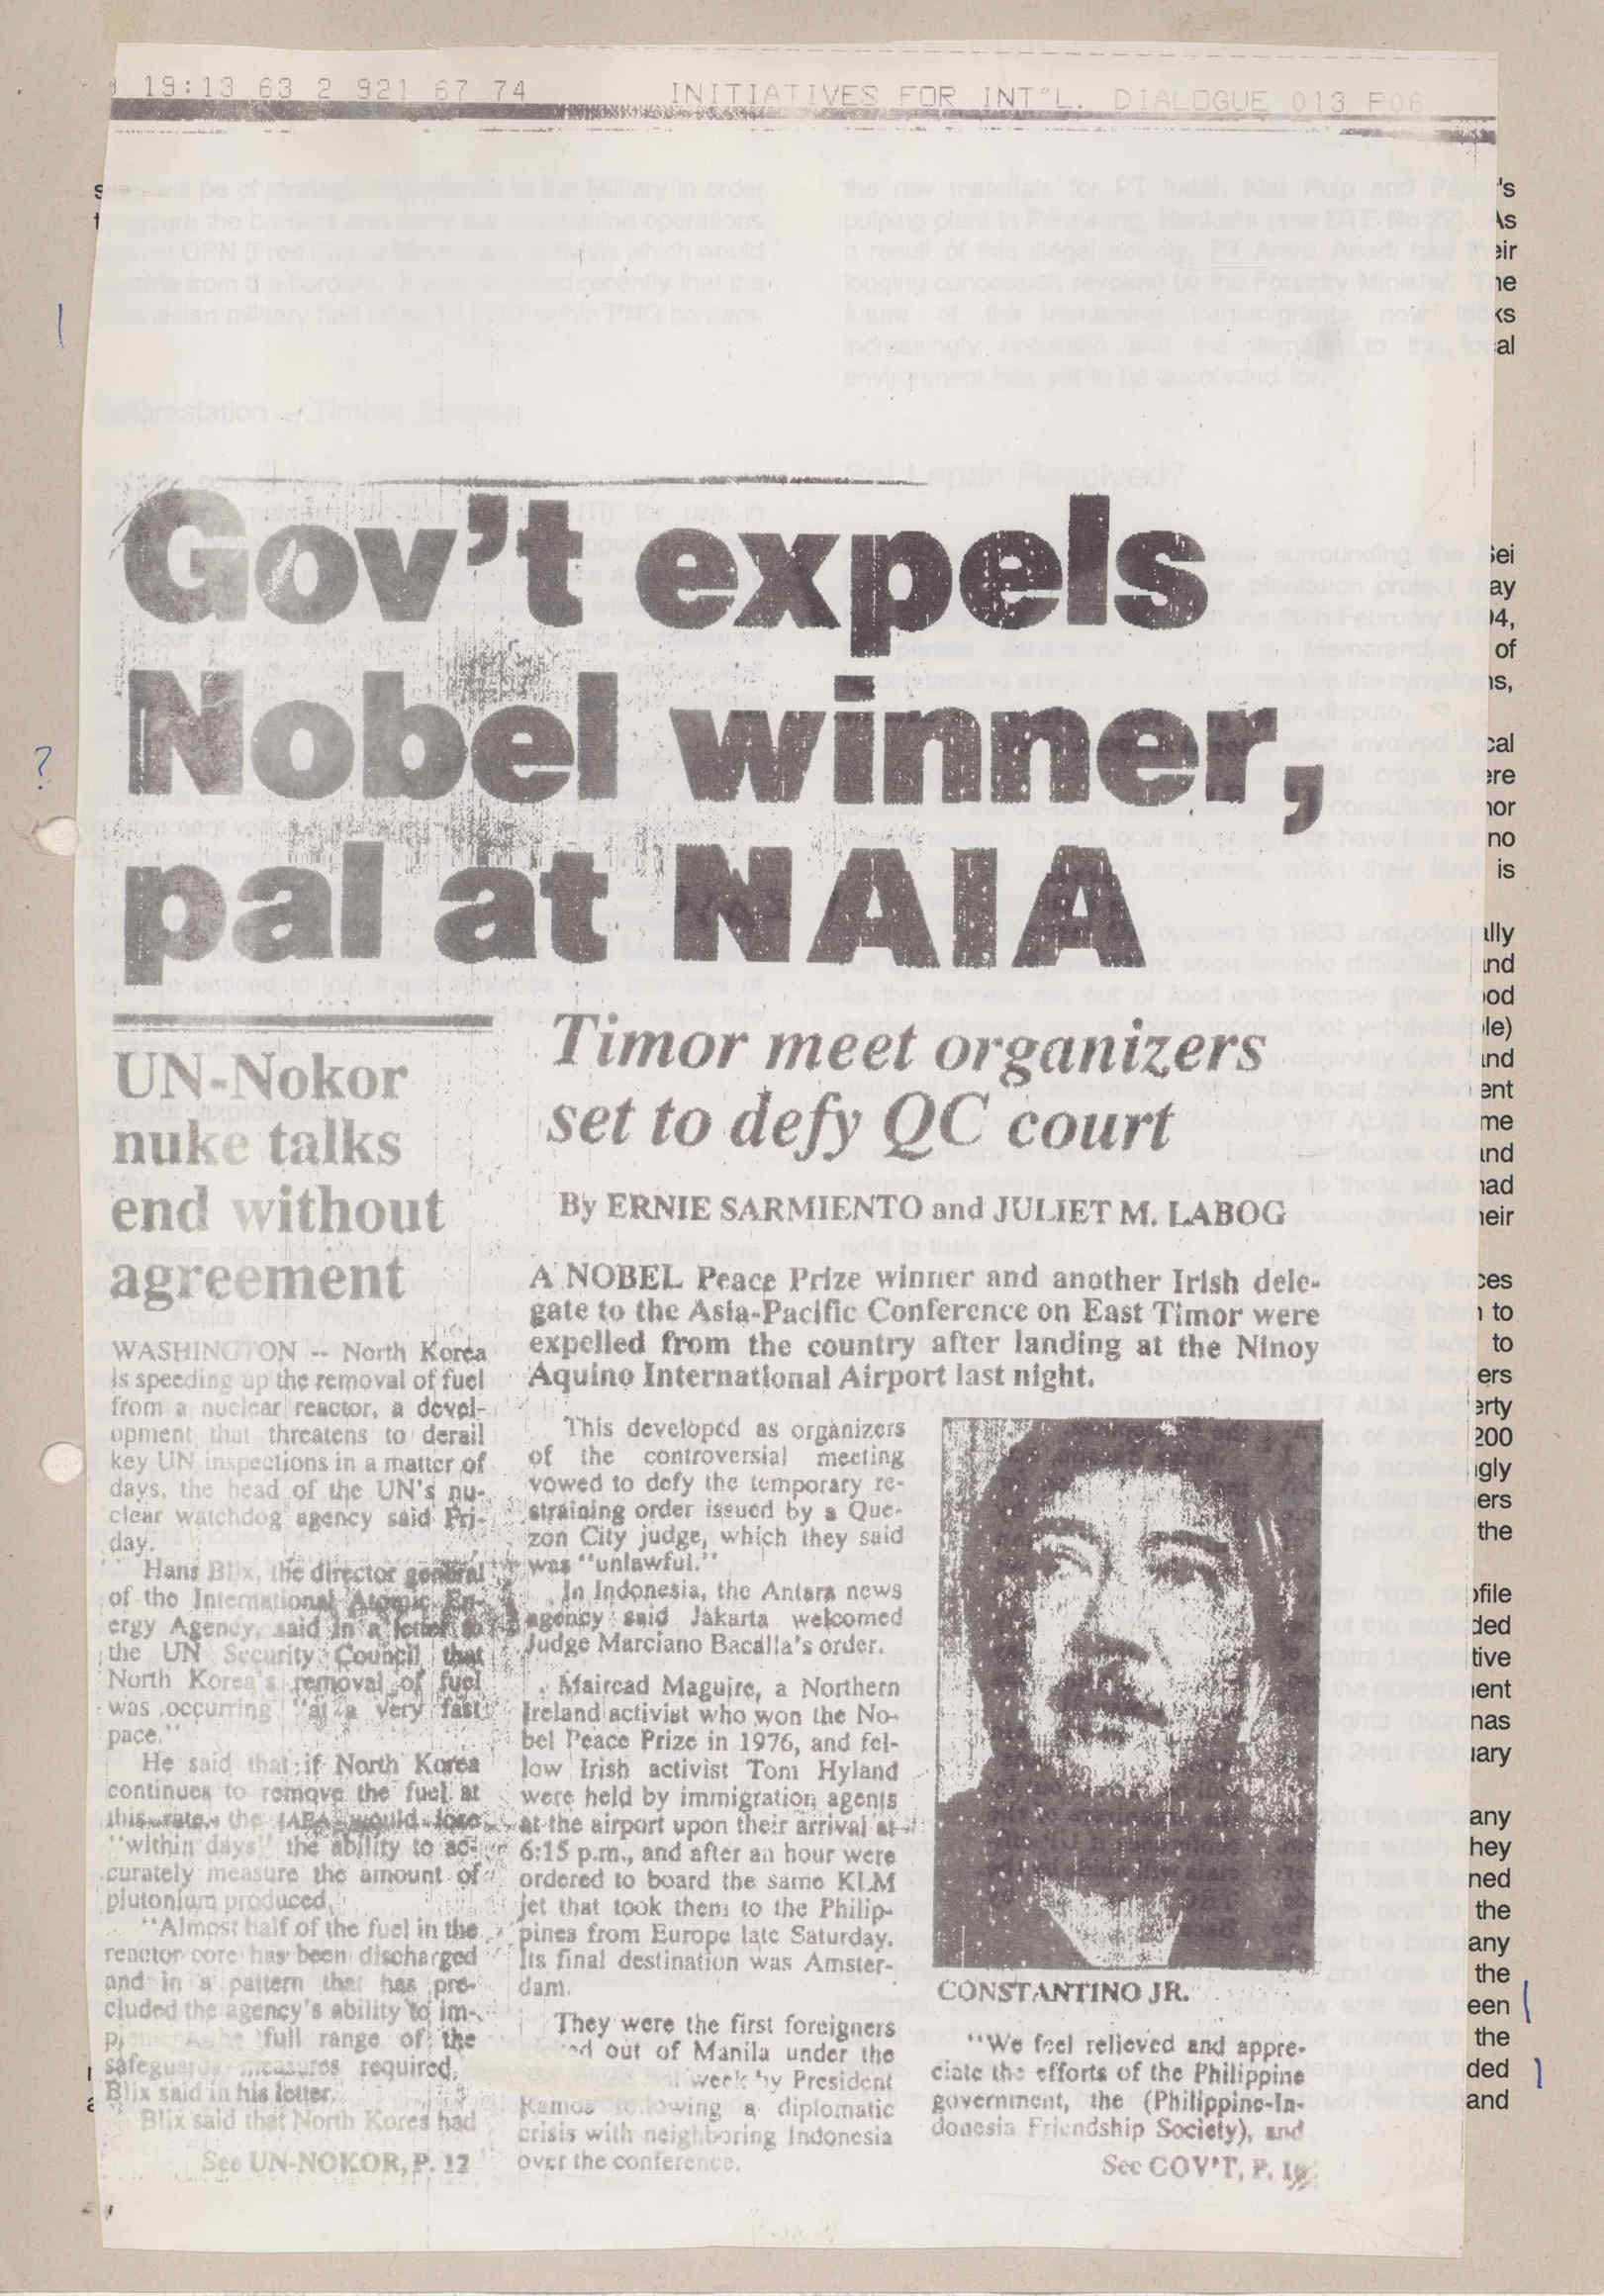 19:13 63 2 921 67 74 INITIATIVES FOR INT'L. DIALOGUE 013 P06
Gov't expels
Nobel winner,
pal at NAIA
Timor meet organizers
set to defy QC court
By ERNIE SARMIENTO and JULIET M. LABOG
A NOBEL Peace Prize winner and another Irish dele-
gate to the Asia-Pacific Conference on East Timor were
expelled from the country after landing at the Ninoy
Aquino International Airport last night.
This developed as organizers
of the controversial meeting
vowed to defy the temporary re-
straining order issued by a Que-
zon City judge, which they said
was "unlawful."
In Indonesia, the Antara news
agency said Jakarta welcomed
Judge Marciano Bacalla's order.
Mairead Maguire, a Northern
Ireland activist who won the No-
bel Peace Prize in 1976, and fel-
low Irish activist Tom Hyland
were held by immigration agents
at the airport upon their arrival at
6:15 p.m., and after an hour were
ordered to board the same KLM
jet that took them to the Philip-
pines from Europe late Saturday.
Its final destination was Amster-
dam.
They were the first foreigners
out of Manila under the
week by President
Ramos following a diplomatic
crisis with neighboring Indonesia
over the conference.
CONSTANTINO JR.
"We feel relieved and appre-
ciate the efforts of the Philippine
government, the (Philippine-In-
donesia Friendship Society), and
See GOV'T, P.
UN-Nokor
nuke talks
end without
agreement
WASHINGTON -- North Korea
is speeding up the removal of fuel
from a nuclear reactor, a devel-
opment that threatens to derail
key UN inspections in a matter of
days, the head of the UN's nu-
clear watchdog agency said Fri-
day.
Hans Blix, the director general
of the International Atomic En-
ergy Agency, said in a letter to
the UN Security Council that
North Korea's removal of fuel
was occurring "at a very fast
pace."
He said that if North Korea
continues to remove the fuel at
this rate, the IAEA would lose
"within days" the ability to ac-
curately measure the amount of
plutonium produced.
"Almost half of the fuel in the
reactor core has been discharged
and in a pattern that has pre-
cluded the agency's ability to im-
full range of the
safeguards measures required,
Blix said in his letter.
Blix said that North Korea had
See UN-NOKOR, P. 12
?